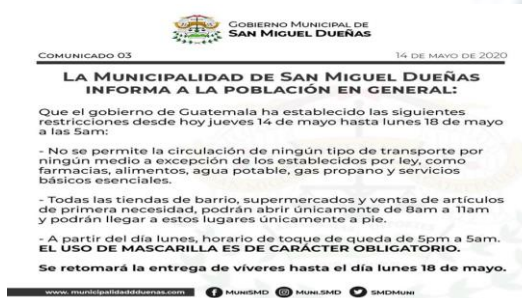 GOBIERNO MUNICIPAL DE
SAN MIGUEL DUEÑAS
COMUNICADO 03
14 DE MAYO DE 2020
LA MUNICIPALIDAD DE SAN MIGUEL DUEÑAS
INFORMA A LA POBLACIÓN EN GENERAL:
Que el gobierno de Guatemala ha establecido las siguientes
restricciones desde hoy jueves 14 de mayo hasta lunes 18 de mayo
a las 5am:
- No se permite la circulación de ningún tipo de transporte por
ningún medio a excepción de los establecidos por ley, como
farmacias, alimentos, agua potable, gas propano y servicios
básicos esenciales.
- Todas las tiendas de barrio, supermercados y ventas de artículos
de primera necesidad, podrán abrir únicamente de 8am a 11am
y podrán llegar a estos lugares únicamente a pie.
- A partir del día lunes, horario de toque de queda de 5pm a 5am.
EL USO DE MASCARILLA ES DE CARÁCTER OBLIGATORIO.
Se retomará la entrega de víveres hasta el día lunes 18 de mayo.
www.municipalidadduenas.com MUNISMD MUNI.SMD SMDMUNI